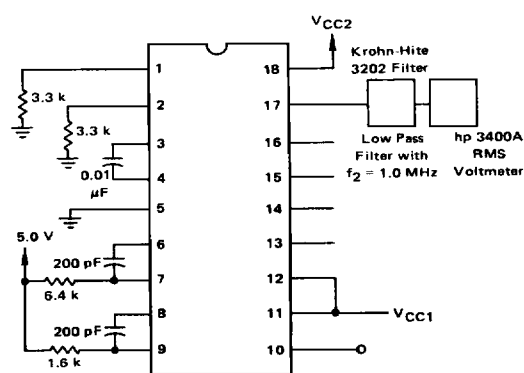 VCC2
Krohn-Hite
3202 Filter
1
18
3.3 k
2
17
3.3 k
3
16
Low Pass
Filter with
f2 = 1.0 MHz
hp 3400A
RMS
Voltmeter
0.01
μF
4
15
5
14
5.0 V
6
13
200 pF
7
12
6.4 k
8
11
VCC1
200 pF
9
10
1.6 k